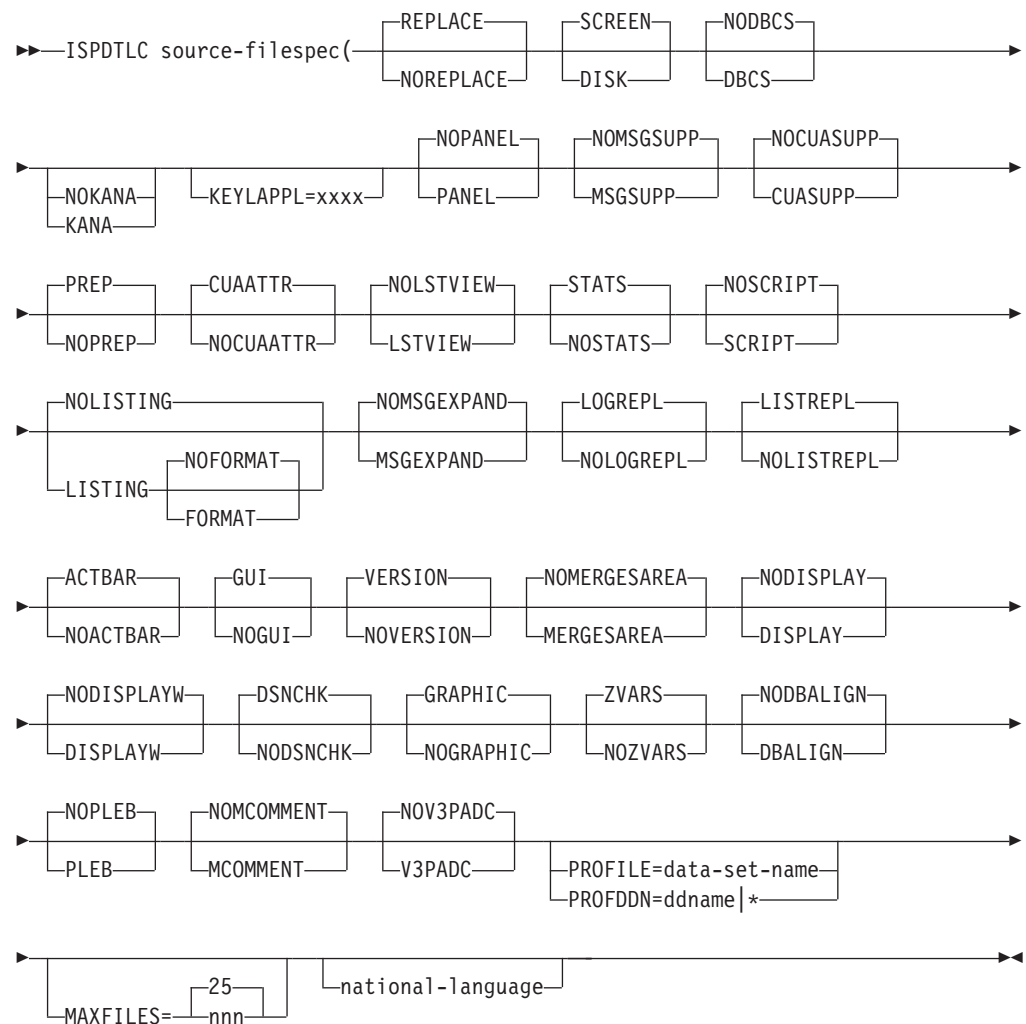 REPLACE SCREEN NODBCS
ISPDTLC source-filespec(
NOREPLACE DISK DBCS
NOPANEL NOMSGSUPP NOCUASUPP
NOKANA KEYLAPPL=xxxx PANEL MSGSUPP CUASUPP
KANA
PREP CUAATTR NOLSTVIEW STATS NOSCRIPT
NOPREP NOCUAATTR LSTVIEW NOSTATS SCRIPT
NOLISTING NOMSGEXPAND LOGREPL LISTREPL
NOFORMAT MSGEXPAND NOLOGREPL NOLISTREPL
LISTING
FORMAT
ACTBAR GUI VERSION NOMERGESAREA NODISPLAY
NOACTBAR NOGUI NOVERSION MERGESAREA DISPLAY
NODISPLAYW DSNCHK GRAPHIC ZVARS NODBALIGN
DISPLAYW NODSNCHK NOGRAPHIC NOZVARS DBALIGN
NOPLEB NOMCOMMENT NOV3PADC
PLEB MCOMMENT V3PADC PROFILE=data-set-name
PROFDDN=ddname|*
25 national-language
MAXFILES= nnn